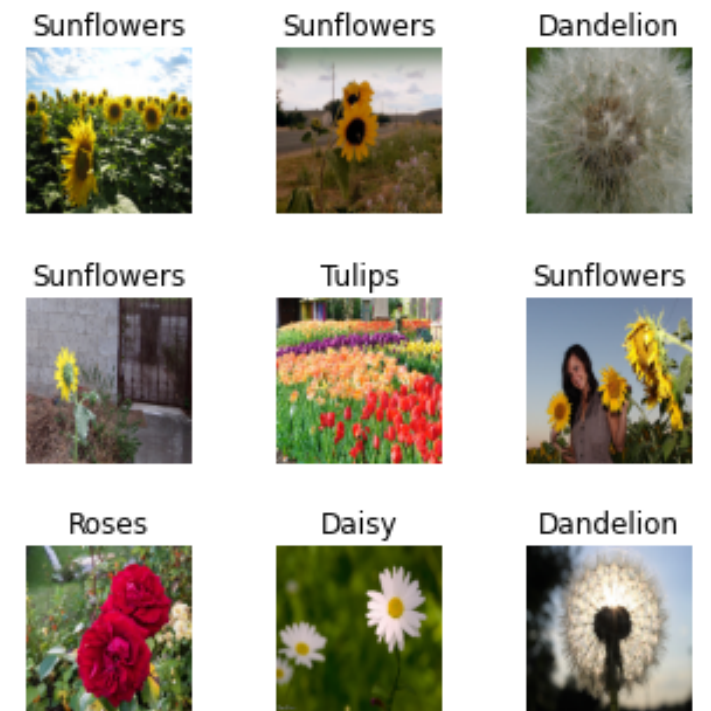 Sunflowers
Sunflowers
Dandelion
Sunflowers
Tulips
Sunflowers
Roses
Daisy
Dandelion